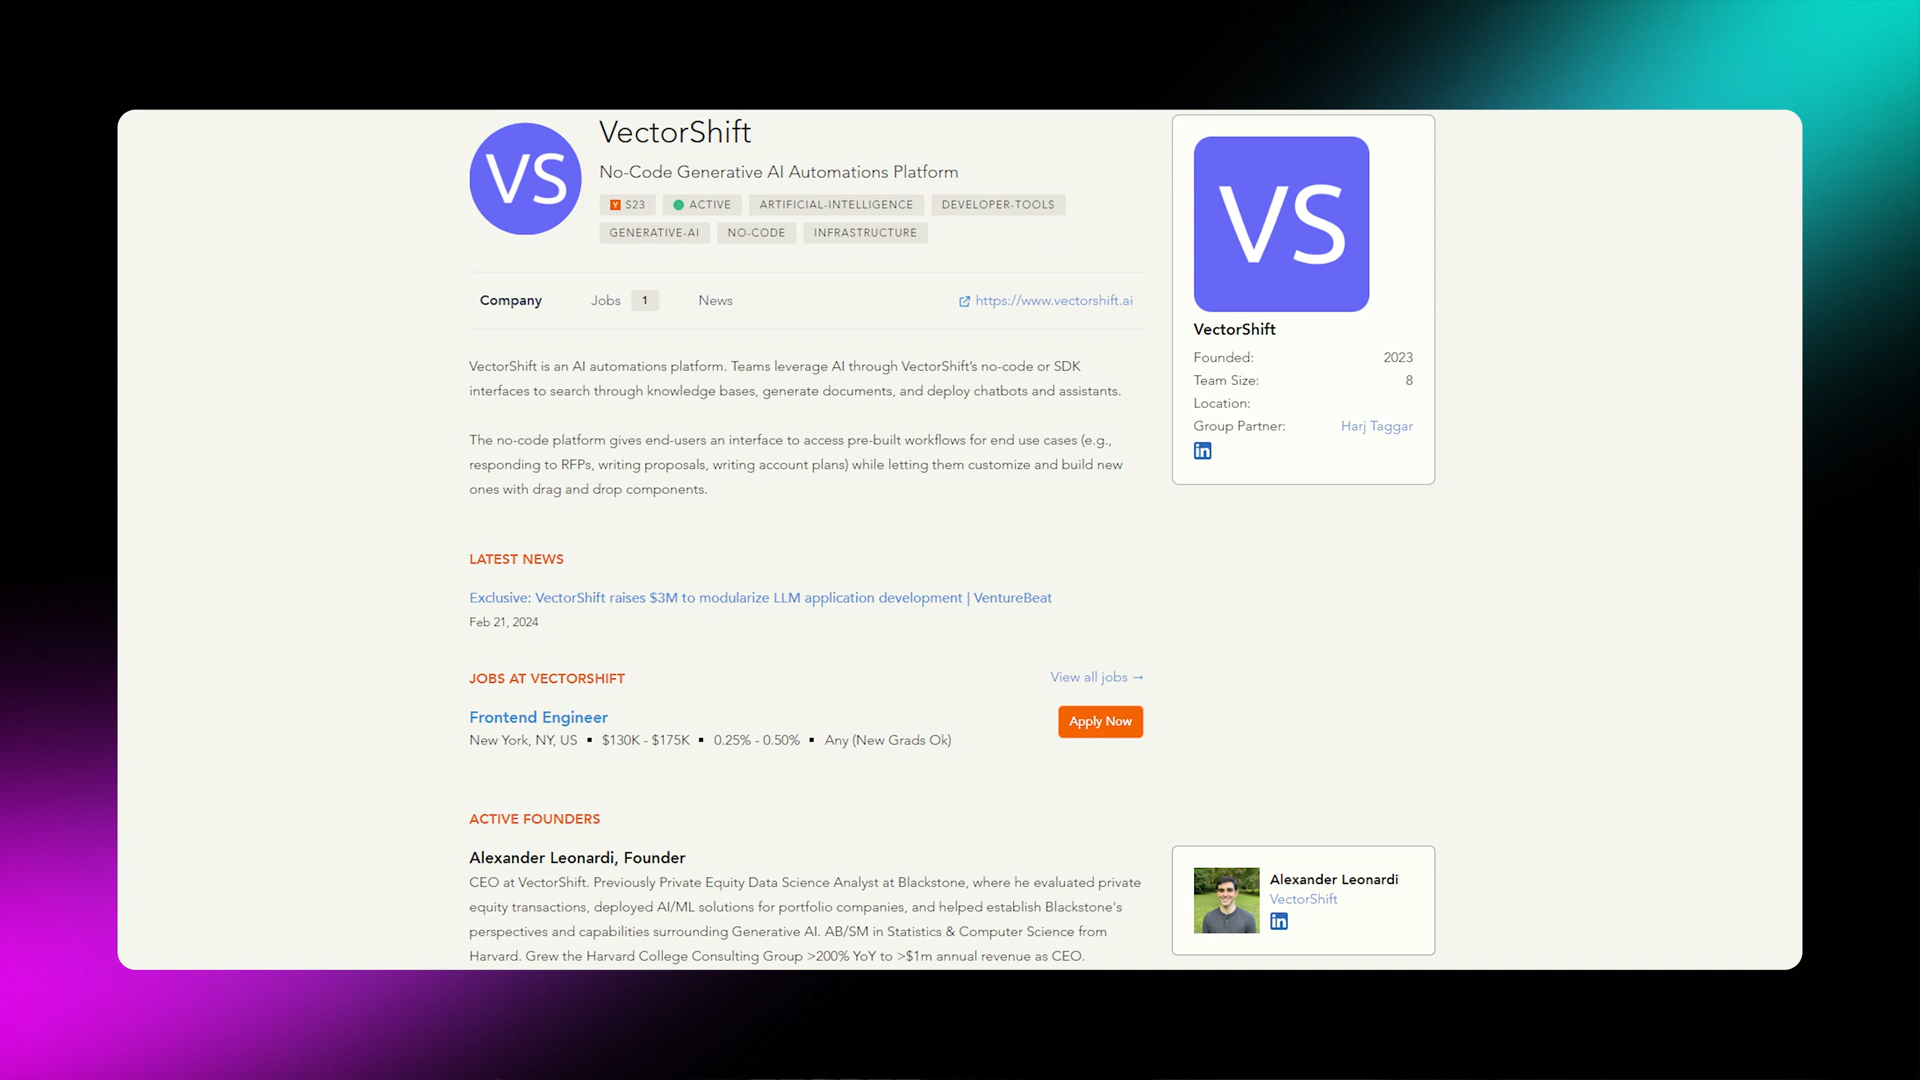 VS
VectorShift
No-Code Generative AI Automations Platform
Y S23 ACTIVE ARTIFICIAL-INTELLIGENCE DEVELOPER-TOOLS
GENERATIVE-AI NO-CODE INFRASTRUCTURE
Company Jobs 1 News https://www.vectorshift.ai
VectorShift is an AI automations platform. Teams leverage AI through VectorShift’s no-code or SDK
interfaces to search through knowledge bases, generate documents, and deploy chatbots and assistants.
The no-code platform gives end-users an interface to access pre-built workflows for end use cases (e.g.,
responding to RFPs, writing proposals, writing account plans) while letting them customize and build new
ones with drag and drop components.
VS
VectorShift
Founded: 2023
Team Size: 8
Location:
Group Partner: Harj Taggar
in
LATEST NEWS
Exclusive: VectorShift raises $3M to modularize LLM application development | VentureBeat
Feb 21, 2024
JOBS AT VECTORSHIFT View all jobs →
Frontend Engineer
New York, NY, US ▪ $130K - $175K ▪ 0.25% - 0.50% ▪ Any (New Grads Ok)
Apply Now
ACTIVE FOUNDERS
Alexander Leonardi, Founder
CEO at VectorShift. Previously Private Equity Data Science Analyst at Blackstone, where he evaluated private
equity transactions, deployed AI/ML solutions for portfolio companies, and helped establish Blackstone's
perspectives and capabilities surrounding Generative AI. AB/SM in Statistics & Computer Science from
Harvard. Grew the Harvard College Consulting Group >200% YoY to >$1m annual revenue as CEO.
Alexander Leonardi
VectorShift
in